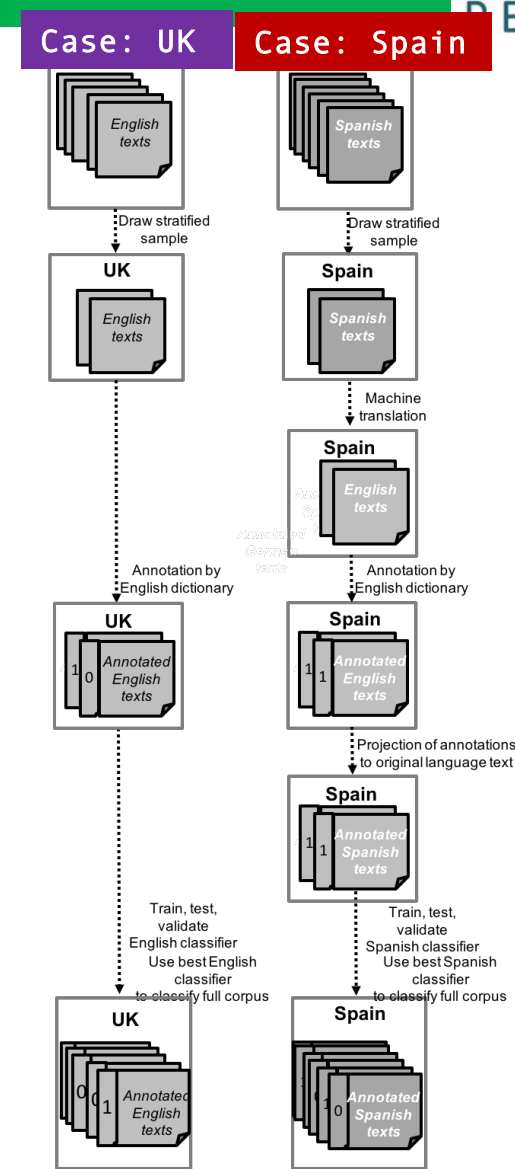 Case: UK
Case: Spain
English
texts
Spanish
texts
Draw stratified
sample
Draw stratified
sample
UK
Spain
English
texts
Spanish
texts
Machine
translation
Spain
English
texts
Annotated
German
texts
Annotation by
English dictionary
Annotation by
English dictionary
UK
Spain
1
0
Annotated
English
texts
1
1
Annotated
English
texts
Projection of annotations
to original language text
Spain
1
1
Annotated
Spanish
texts
Train, test,
validate
English classifier
Use best English
classifier
to classify full corpus
Train, test,
validate
Spanish classifier
Use best Spanish
classifier
to classify full corpus
UK
Spain
0
1
Annotated
English
texts
1
0
Annotated
Spanish
texts